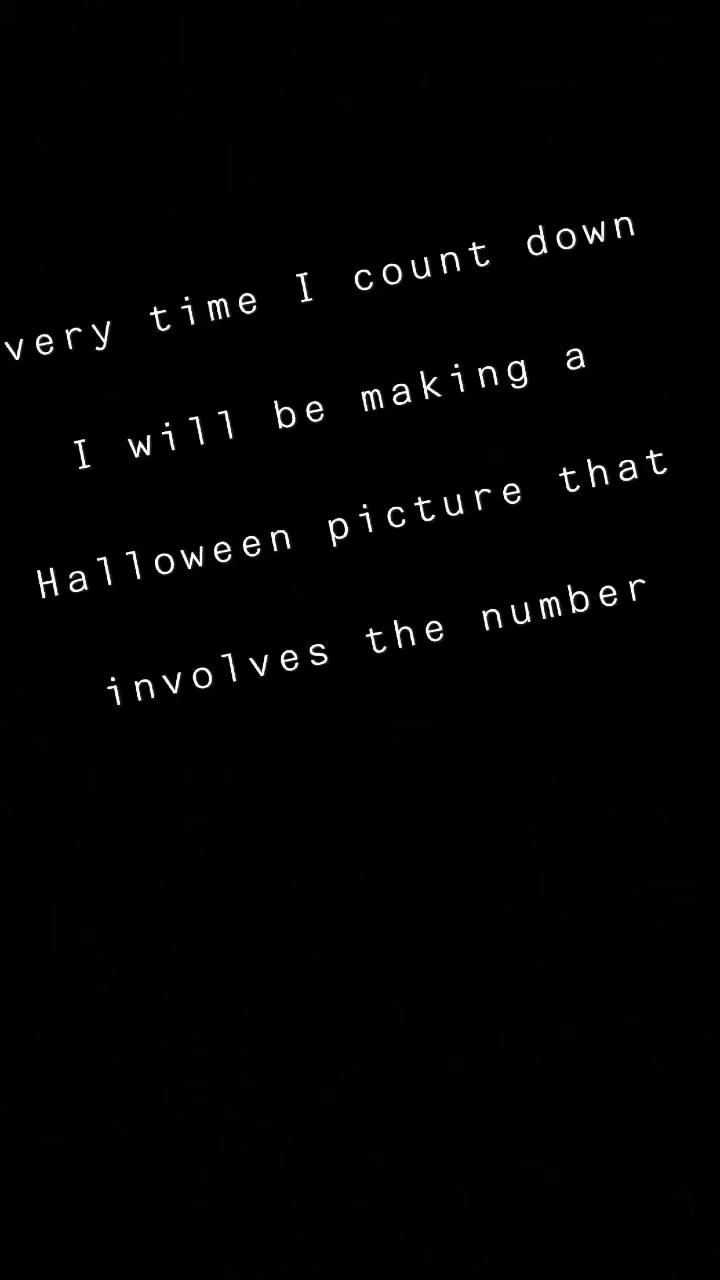 very time I count down
I will be making a
Halloween picture that
involves the number